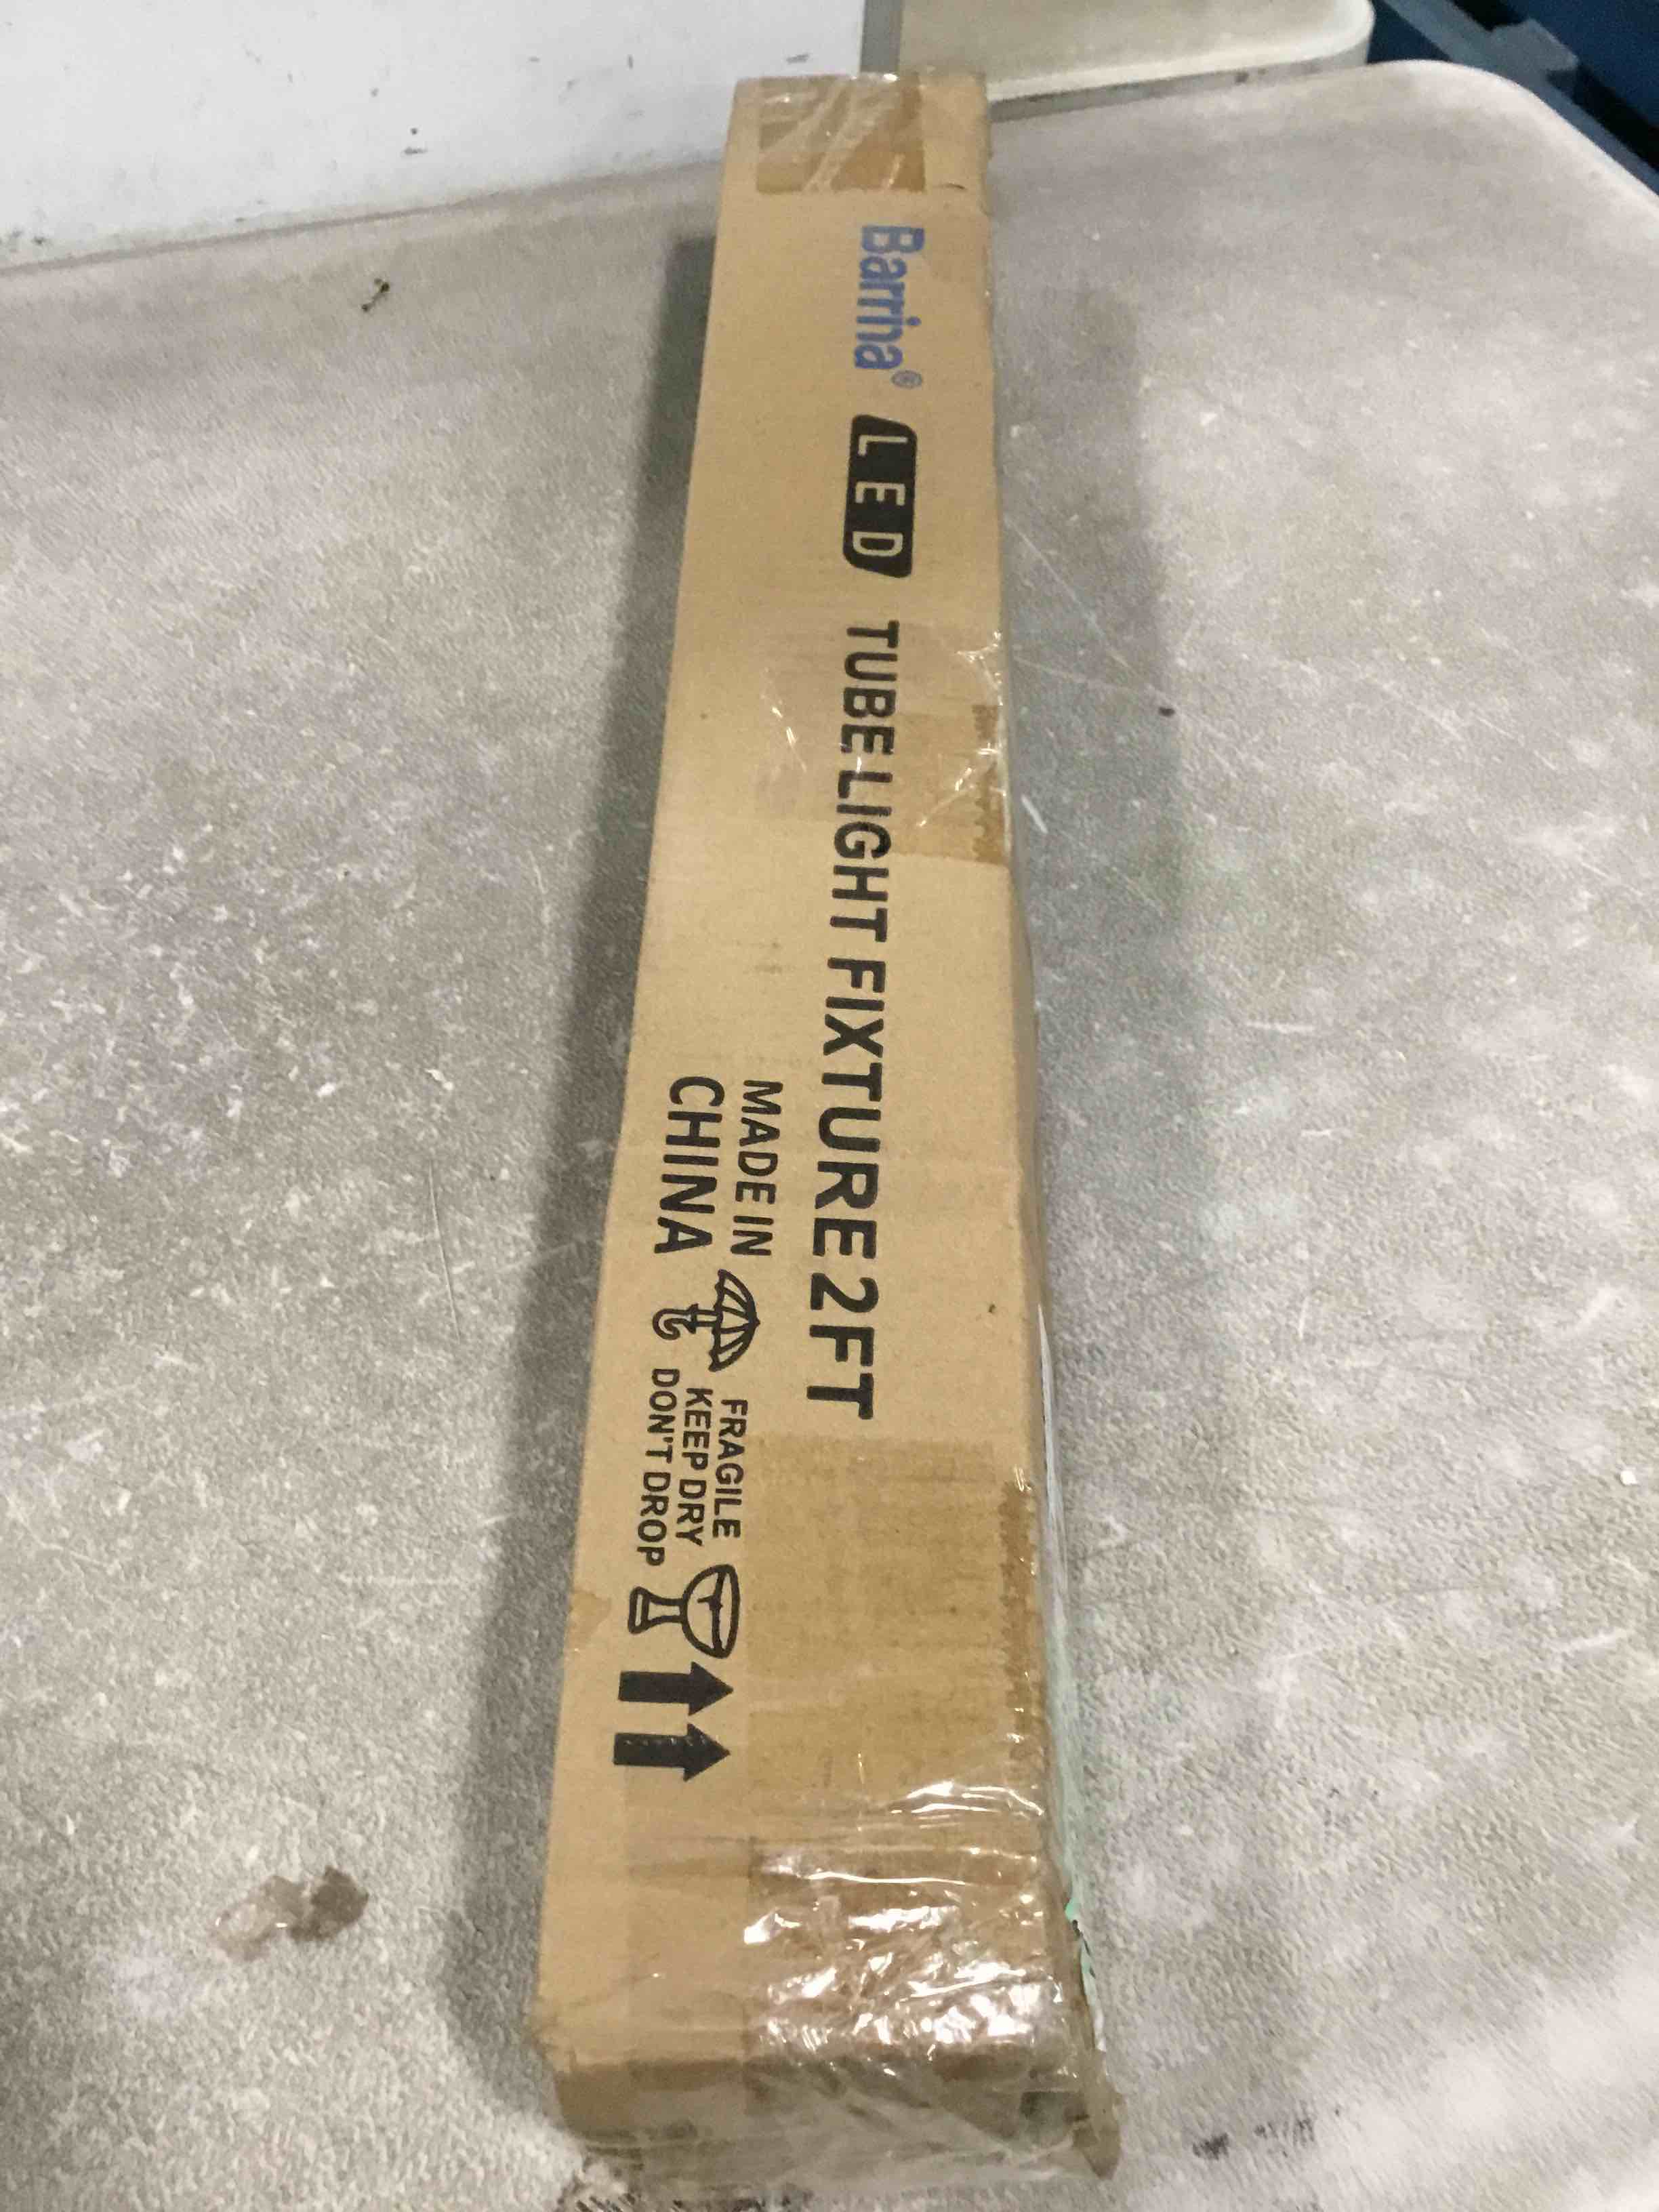 Barrina® LED TUBE LIGHT FIXTURE 2FT
MADE IN
CHINA
FRAGILE
KEEP DRY
DON'T DROP